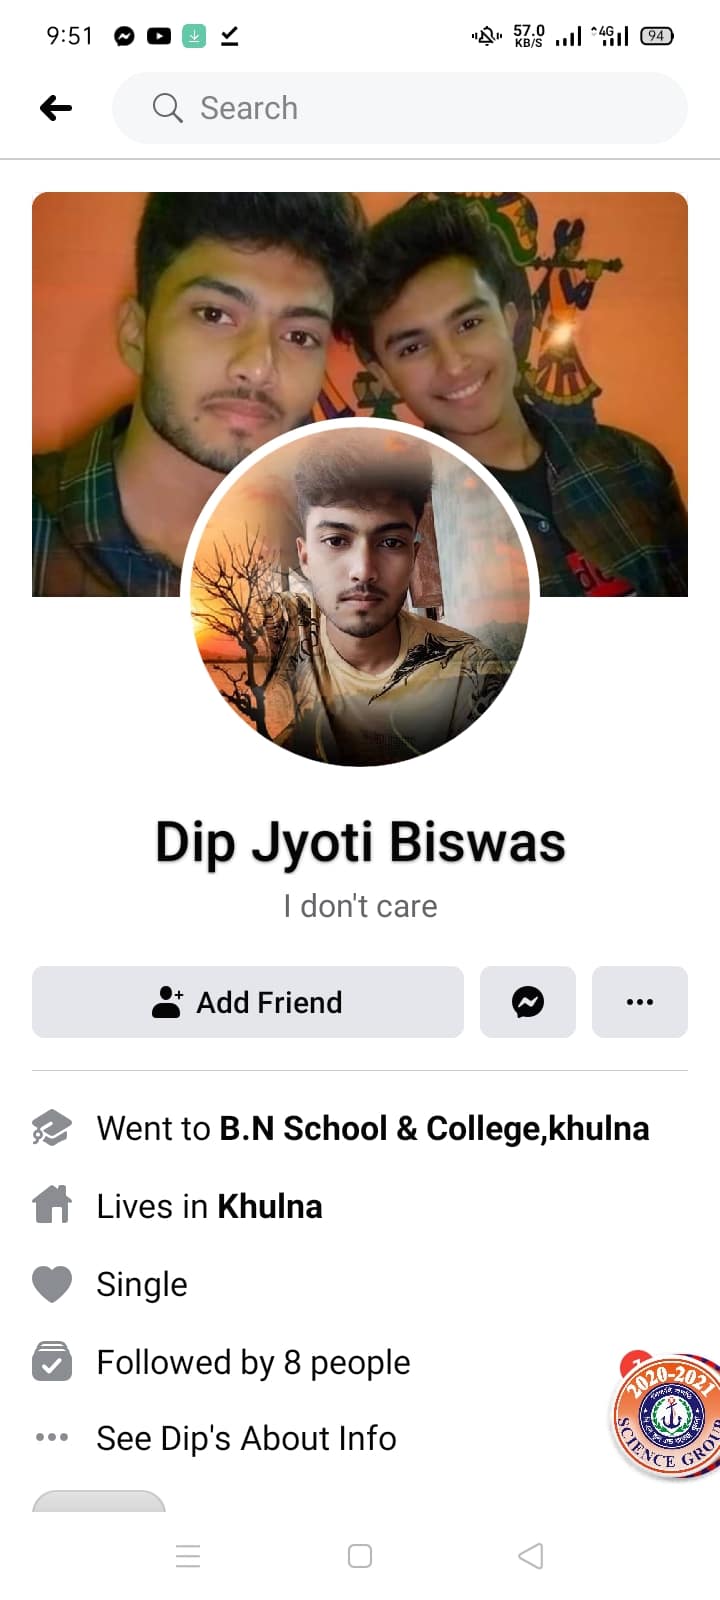 9:51
57.0
KB/S
4G
94
Search
Dip Jyoti Biswas
I don't care
Add Friend
Went to B.N School & College,khulna
Lives in Khulna
Single
Followed by 8 people
See Dip's About Info
2020-2021
SCIENCE GROUP